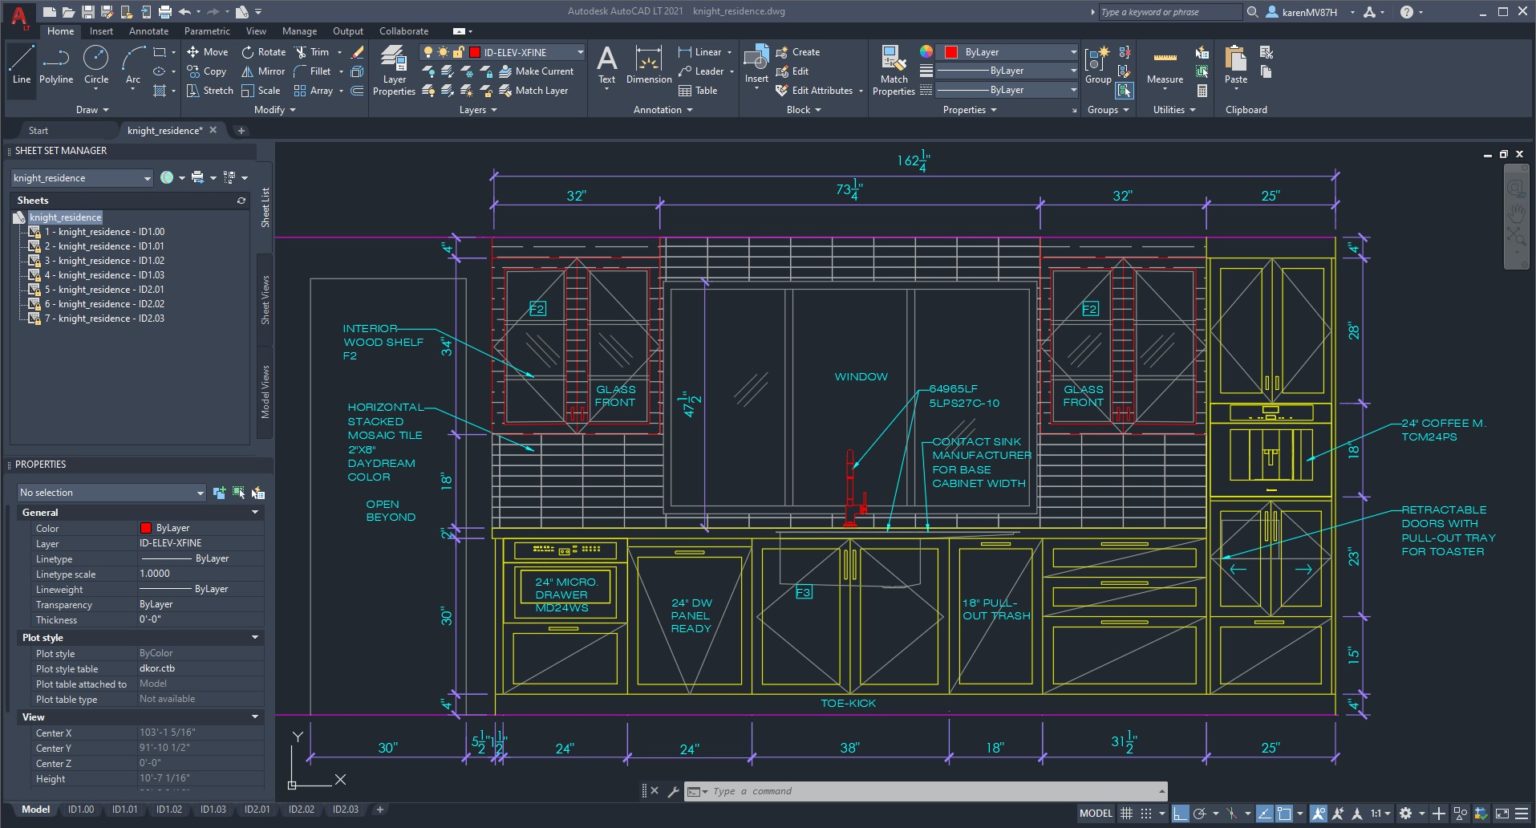 Autodesk AutoCAD LT 2021 knight_residence.dwg
Type a keyword or phrase
karenMV87H
Home Insert Annotate Parametric View Manage Output Collaborate
Line
Polyline
Circle
Arc
Move
Rotate
Trim
Copy
Mirror
Fillet
Stretch
Scale
Array
Layer
Properties
ID-ELEV-XFINE
Make Current
Match Layer
Text
Dimension
Linear
Leader
Table
Insert
Create
Edit
Edit Attributes
Match
Properties
ByLayer
ByLayer
ByLayer
Group
Measure
Paste
Draw
Modify
Layers
Annotation
Block
Properties
Groups
Utilities
Clipboard
Start
knight_residence*
SHEET SET MANAGER
knight_residence
Sheets
knight_residence
1 - knight_residence - ID1.00
2 - knight_residence - ID1.01
3 - knight_residence - ID1.02
4 - knight_residence - ID1.03
5 - knight_residence - ID2.01
6 - knight_residence - ID2.02
7 - knight_residence - ID2.03
Sheet List
Sheet Views
Model Views
PROPERTIES
No selection
General
Color ByLayer
Layer ID-ELEV-XFINE
Linetype ByLayer
Linetype scale 1.0000
Lineweight ByLayer
Transparency ByLayer
Thickness 0'-0"
Plot style
Plot style ByColor
Plot style table dkor.ctb
Plot table attached to Model
Plot table type Not available
View
Center X 103'-1 5/16"
Center Y 91'-10 1/2"
Center Z 0'-0"
Height 10'-7 1/16"
162 1/4"
32"
73 1/4"
32"
25"
4"
34"
18"
2"
30"
4"
47 1/2"
4"
28"
18"
23"
15"
4"
INTERIOR
WOOD SHELF
F2
HORIZONTAL
STACKED
MOSAIC TILE
2"X8"
DAYDREAM
COLOR
OPEN
BEYOND
F2
GLASS
FRONT
WINDOW
64965LF
5LPS27C-10
CONTACT SINK
MANUFACTURER
FOR BASE
CABINET WIDTH
F2
GLASS
FRONT
24" COFFEE M.
TCM24PS
RETRACTABLE
DOORS WITH
PULL-OUT TRAY
FOR TOASTER
24" MICRO.
DRAWER
MD24WS
24" DW
PANEL
READY
F3
18" PULL-
OUT TRASH
TOE-KICK
30"
5 1/2"
1 1/2"
24"
24"
38"
18"
31 1/2"
25"
Y
X
Type a command
Model ID1.00 ID1.01 ID1.02 ID1.03 ID2.01 ID2.02 ID2.03
MODEL
1:1